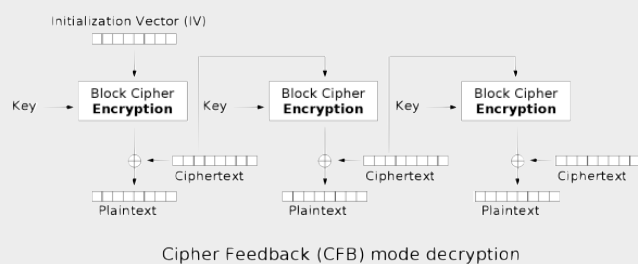 Initialization Vector (IV)
Block Cipher
Encryption
Key
Block Cipher
Encryption
Key
Block Cipher
Encryption
Key
Ciphertext
Plaintext
Ciphertext
Plaintext
Ciphertext
Plaintext
Cipher Feedback (CFB) mode decryption